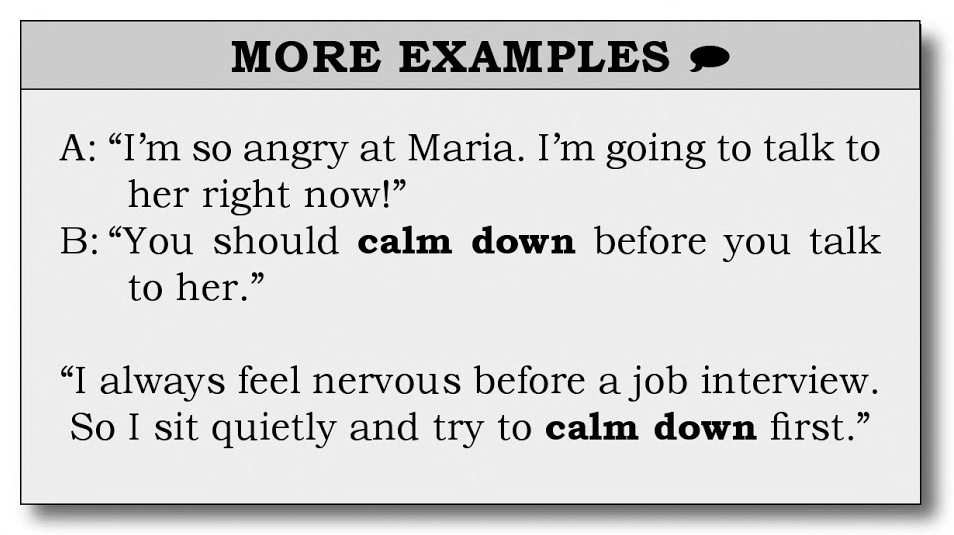 MORE EXAMPLES
A: “I’m so angry at Maria. I’m going to talk to
her right now!”
B: “You should calm down before you talk
to her.”
“I always feel nervous before a job interview.
So I sit quietly and try to calm down first.”